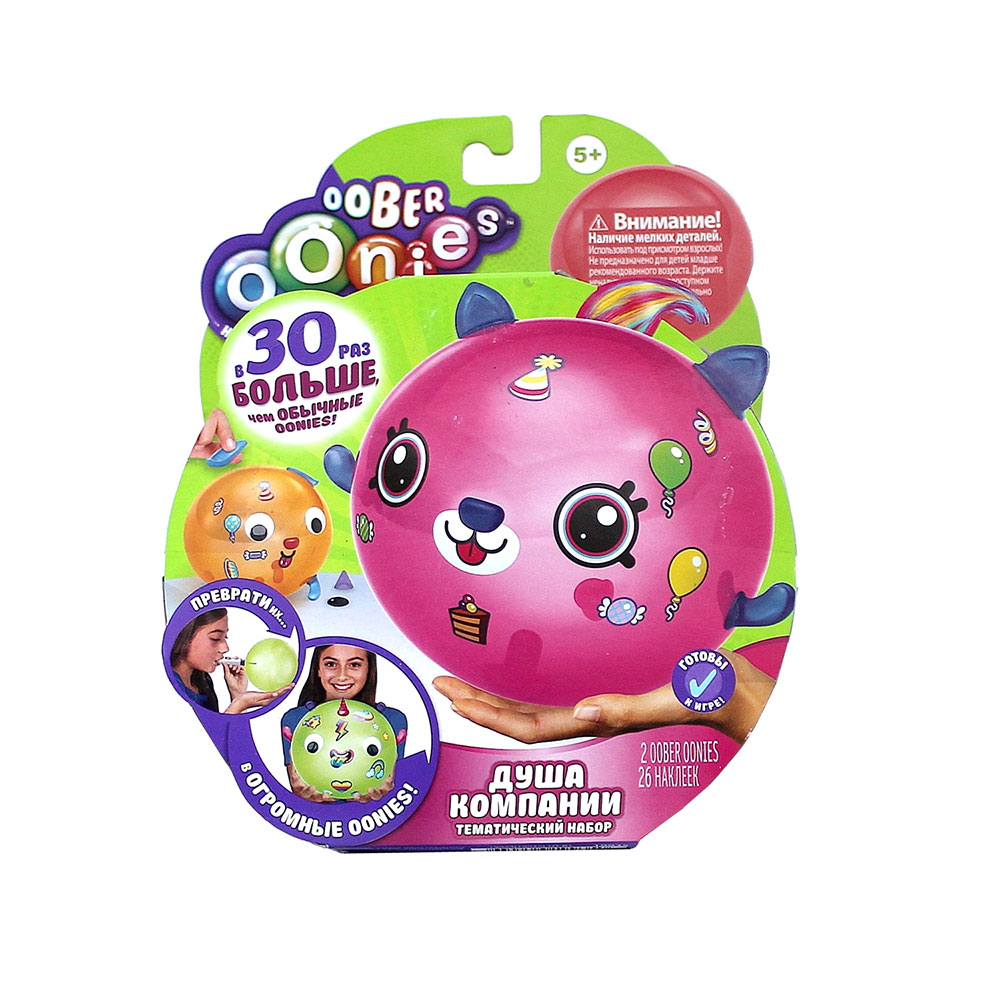 5+
OOBER
OONies™
Внимание!
Наличие мелких деталей.
Использовать под присмотром взрослых!
Не предназначено для детей младше
рекомендованного возраста. Держите
в 30 РАЗ
БОЛЬШЕ,
чем ОБЫЧНЫЕ
OONIES!
ПРЕВРАТИ их...
В ОГРОМНЫЕ OONIES!
ГОТОВЫ
К ИГРЕ!
2 OOBER OONIES
26 НАКЛЕЕК
ДУША
КОМПАНИИ
ТЕМАТИЧЕСКИЙ НАБОР